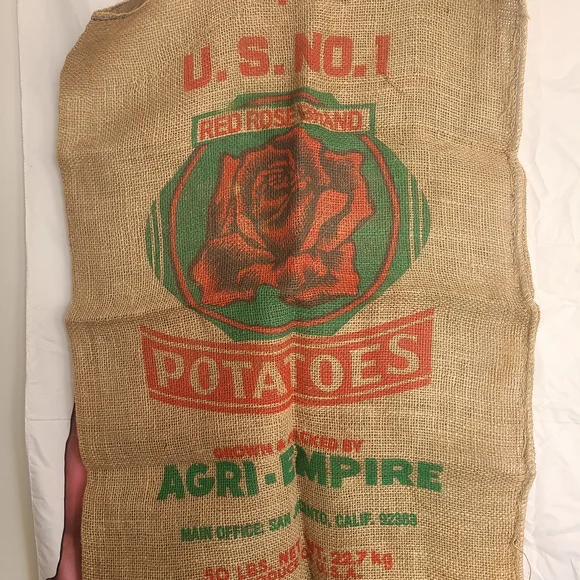 U. S. NO. 1
RED ROSE BRAND
POTATOES
GROWN & PACKED BY
AGRI-EMPIRE
MAIN OFFICE: SAN JACINTO, CALIF. 92383
50 LBS. NET WT. 22.7 kg
PRODUCE U.S.A.